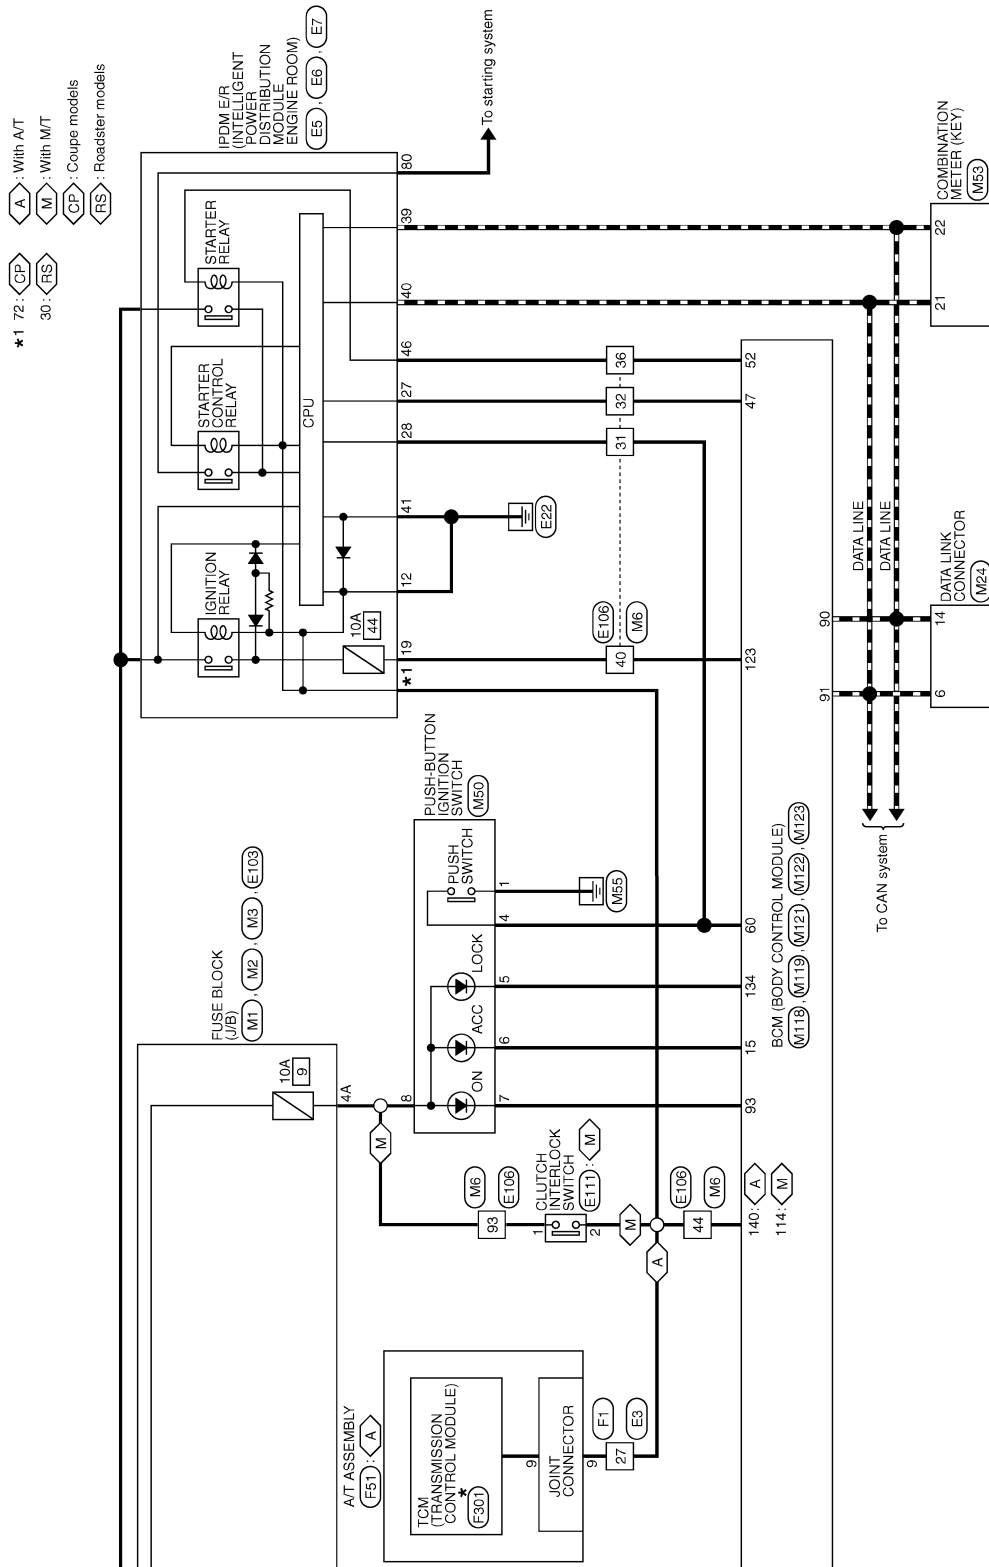 *1 72 : CP
30 : RS
A : With A/T
M : With M/T
CP : Coupe models
RS : Roadster models
IPDM E/R
(INTELLIGENT
POWER
DISTRIBUTION
MODULE
ENGINE ROOM)
E5 , E6 , E7
STARTER
RELAY
STARTER
CONTROL
RELAY
IGNITION
RELAY
CPU
10A
44
*1
19
12
41
28
27
46
40
39
80
To starting system
E22
E106
M6
40
31
32
36
FUSE BLOCK
(J/B)
M1 , M2 , M3 , E103
10A
9
4A
M
PUSH-BUTTON
IGNITION
SWITCH
M50
8
ON
ACC
LOCK
PUSH
SWITCH
7
6
5
4
1
M55
M6
E106
93
CLUTCH
INTERLOCK
SWITCH
E111 : M
1
2
M
A
E106
M6
44
A/T ASSEMBLY
F51 : A
TCM
(TRANSMISSION
CONTROL MODULE)
*
F301
9
JOINT
CONNECTOR
9
F1
E3
27
140 : A
114 : M
93
15
134
60
123
47
52
BCM (BODY CONTROL MODULE)
M118 , M119 , M121 , M122 , M123
91
90
To CAN system
DATA LINE
DATA LINE
DATA LINK
CONNECTOR
M24
6
14
COMBINATION
METER (KEY)
M53
21
22